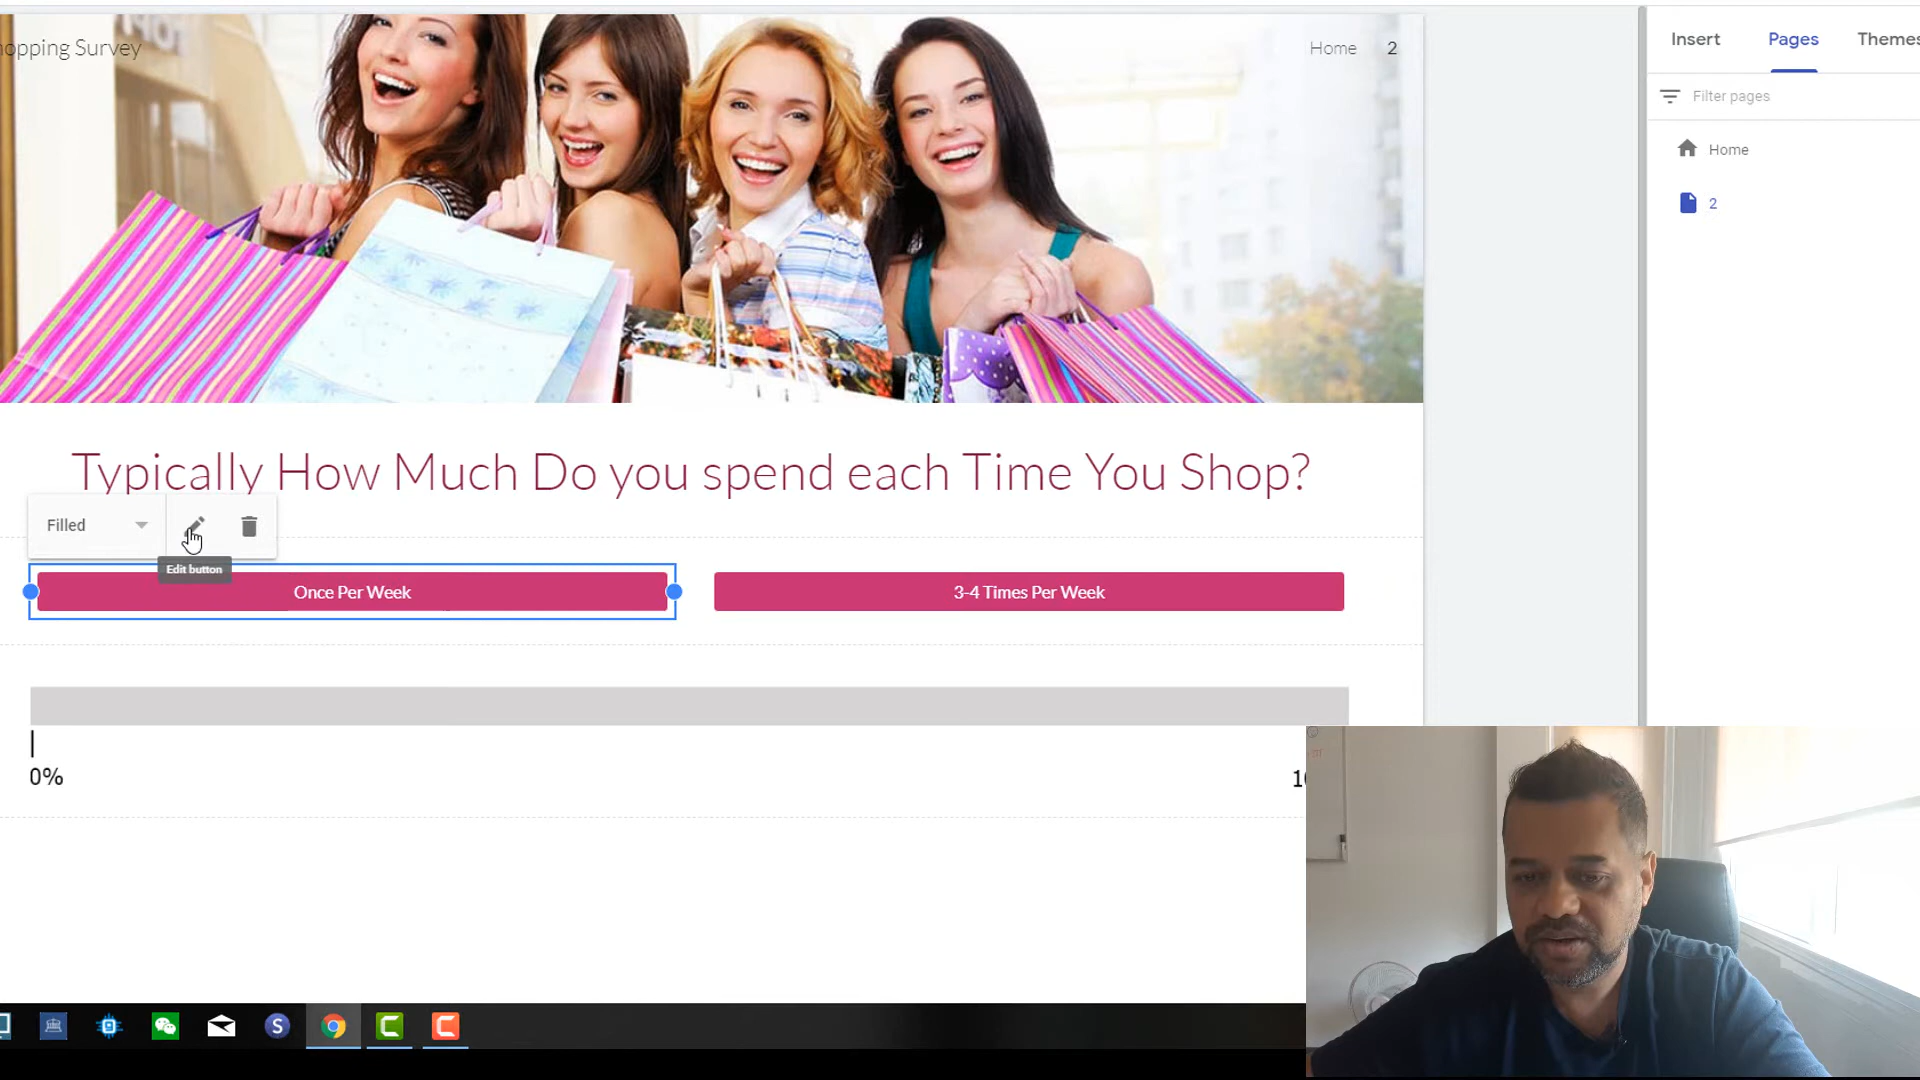 opping Survey
Home
2
Insert
Pages
Themes
Filter pages
Home
2
Typically How Much Do you spend each Time You Shop?
Filled
Edit button
Once Per Week
3-4 Times Per Week
0%
S